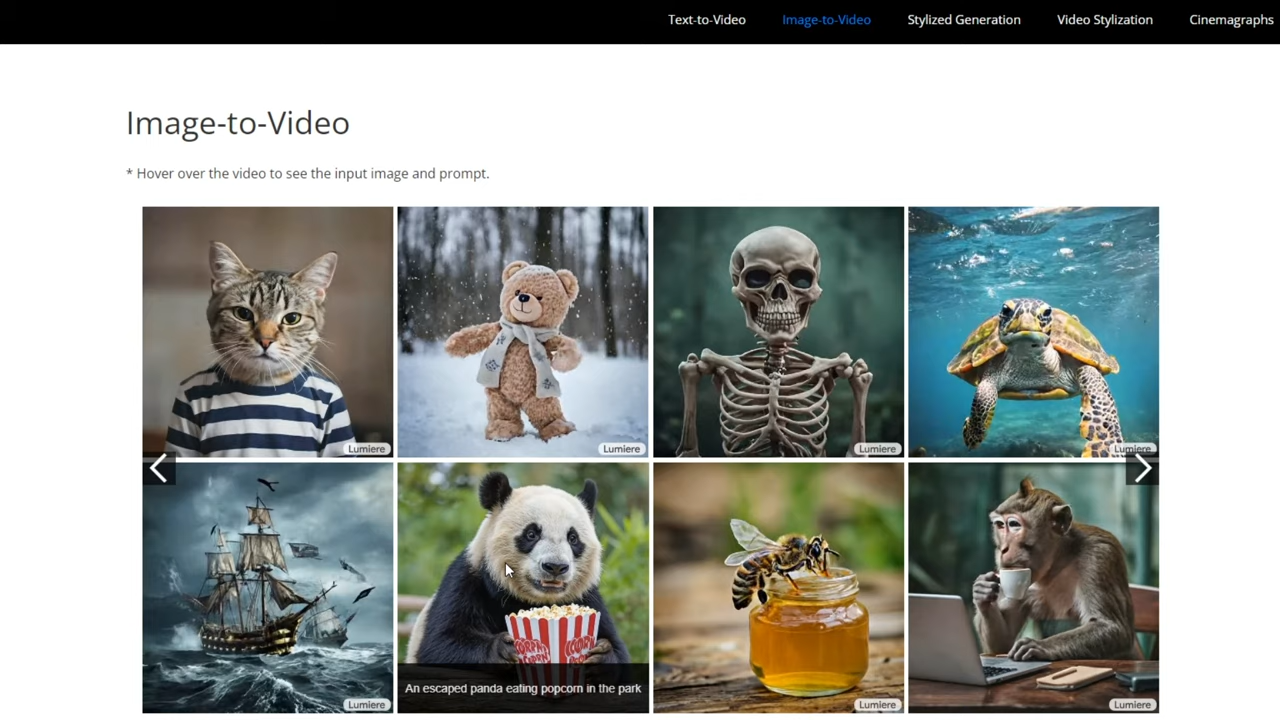 Text-to-Video Image-to-Video Stylized Generation Video Stylization Cinemagraphs
Image-to-Video
* Hover over the video to see the input image and prompt.
Lumiere Lumiere Lumiere Lumiere
An escaped panda eating popcorn in the park
Lumiere Lumiere Lumiere